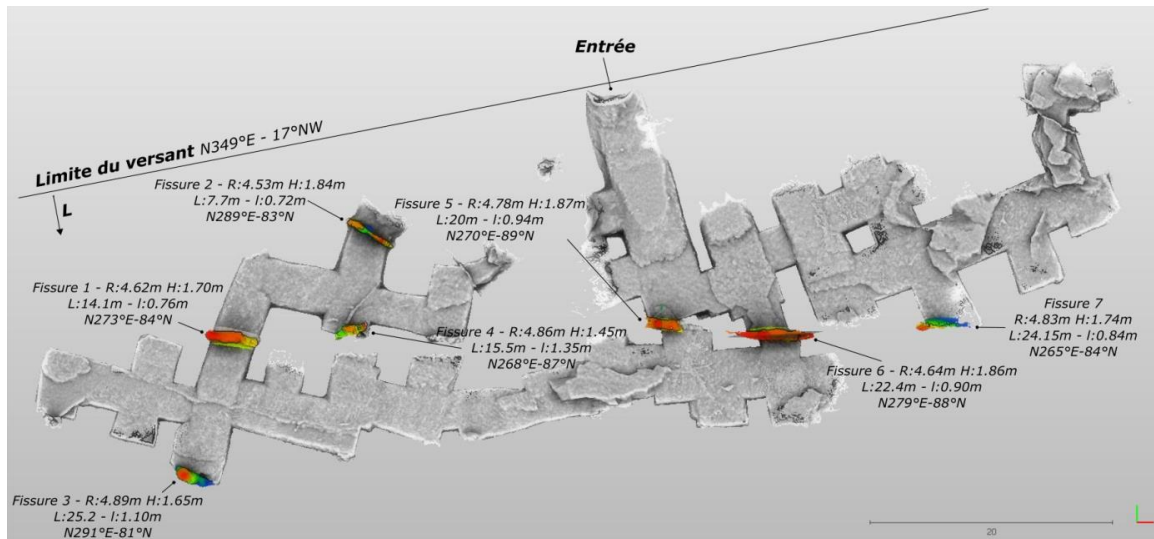 Entrée
Limite du versant N349°E - 17°NW
L
Fissure 2 - R:4.53m H:1.84m
L:7.7m - l:0.72m
N289°E-83°N
Fissure 5 - R:4.78m H:1.87m
L:20m - l:0.94m
N270°E-89°N
Fissure 1 - R:4.62m H:1.70m
L:14.1m - l:0.76m
N273°E-84°N
Fissure 4 - R:4.86m H:1.45m
L:15.5m - l:1.35m
N268°E-87°N
Fissure 7
R:4.83m H:1.74m
L:24.15m - l:0.84m
N265°E-84°N
Fissure 6 - R:4.64m H:1.86m
L:22.4m - l:0.90m
N279°E-88°N
Fissure 3 - R:4.89m H:1.65m
L:25.2 - l:1.10m
N291°E-81°N
20